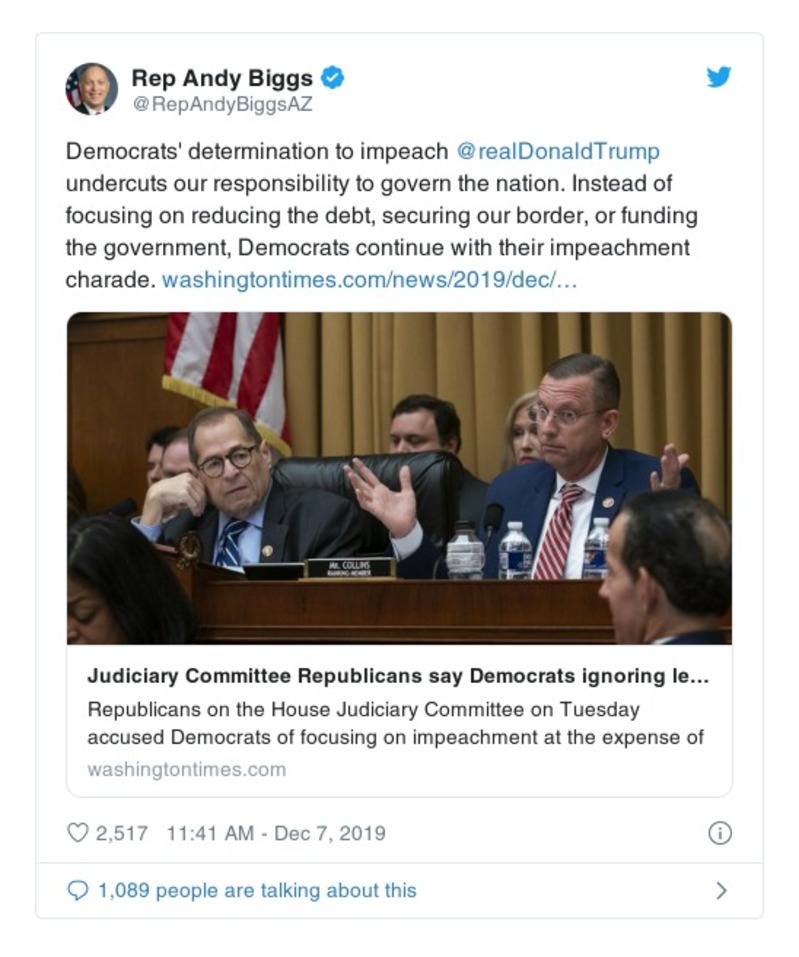 Rep Andy Biggs
@RepAndyBiggsAZ
Democrats' determination to impeach @realDonaldTrump
undercuts our responsibility to govern the nation. Instead of
focusing on reducing the debt, securing our border, or funding
the government, Democrats continue with their impeachment
charade. washingtontimes.com/news/2019/dec/…
MR. COLLINS
RANKING MEMBER
Judiciary Committee Republicans say Democrats ignoring le...
Republicans on the House Judiciary Committee on Tuesday
accused Democrats of focusing on impeachment at the expense of
washingtontimes.com
2,517 11:41 AM - Dec 7, 2019
1,089 people are talking about this